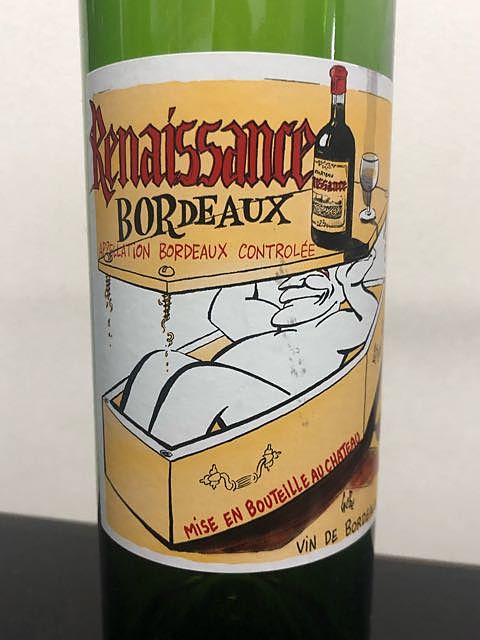 Renaissance
BORDEAUX
APPELLATION BORDEAUX CONTROLÉE
MISE EN BOUTEILLE AU CHATEAU
VIN DE BORDEAUX